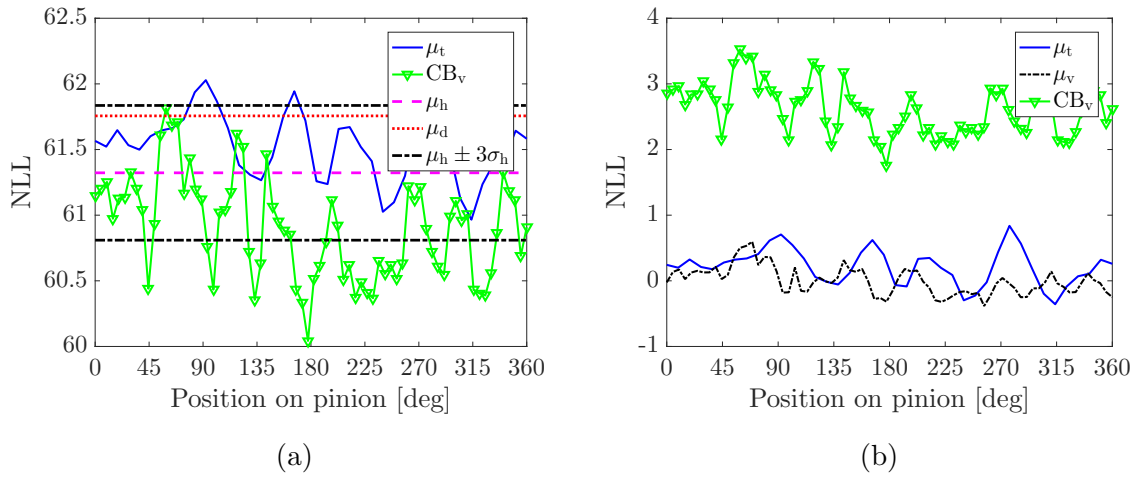 62.5
62
61.5
61
60.5
60
NLL
0 45 90 135 180 225 270 315 360
Position on pinion [deg]
μt
CBv
μh
μd
μh ± 3σh
(a)
4
3
2
1
0
-1
NLL
0 45 90 135 180 225 270 315 360
Position on pinion [deg]
μt
μv
CBv
(b)